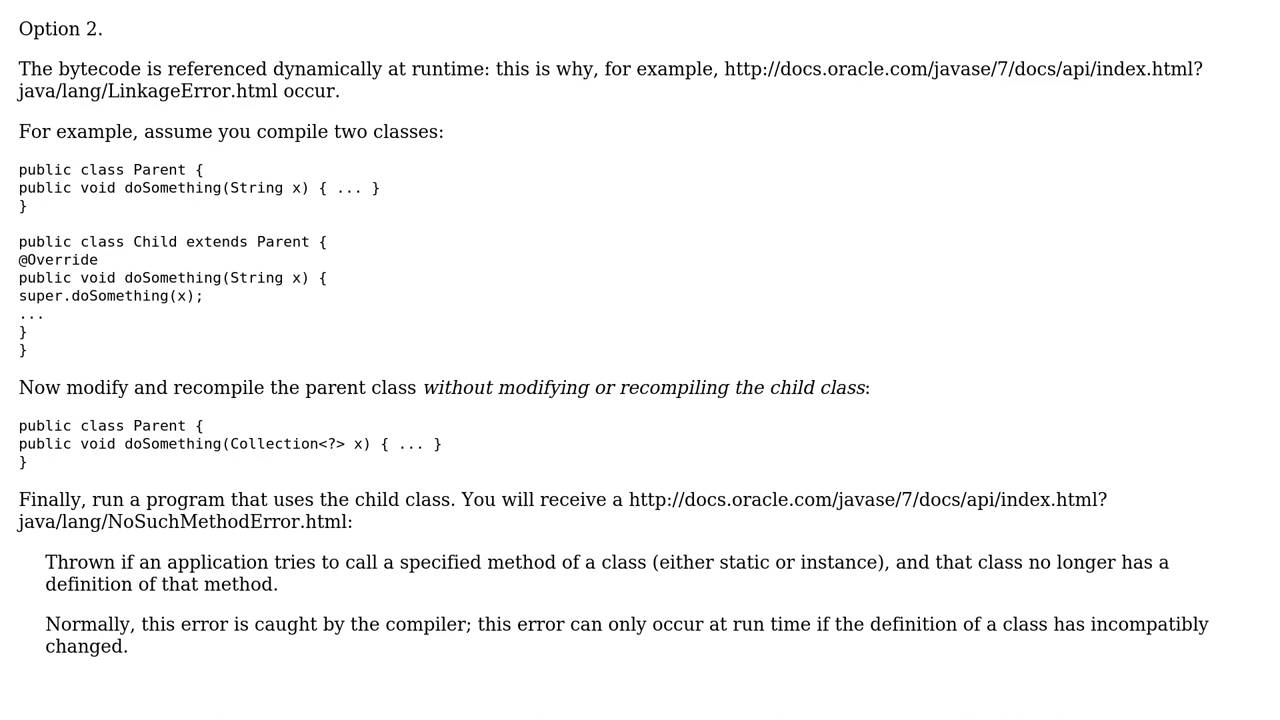 Option 2.
The bytecode is referenced dynamically at runtime: this is why, for example, http://docs.oracle.com/javase/7/docs/api/index.html?
java/lang/LinkageError.html occur.
For example, assume you compile two classes:
public class Parent {
public void doSomething(String x) { ... }
}
public class Child extends Parent {
@Override
public void doSomething(String x) {
super.doSomething(x);
...
}
}
Now modify and recompile the parent class without modifying or recompiling the child class:
public class Parent {
public void doSomething(Collection<?> x) { ... }
}
Finally, run a program that uses the child class. You will receive a http://docs.oracle.com/javase/7/docs/api/index.html?
java/lang/NoSuchMethodError.html:
Thrown if an application tries to call a specified method of a class (either static or instance), and that class no longer has a
definition of that method.
Normally, this error is caught by the compiler; this error can only occur at run time if the definition of a class has incompatibly
changed.